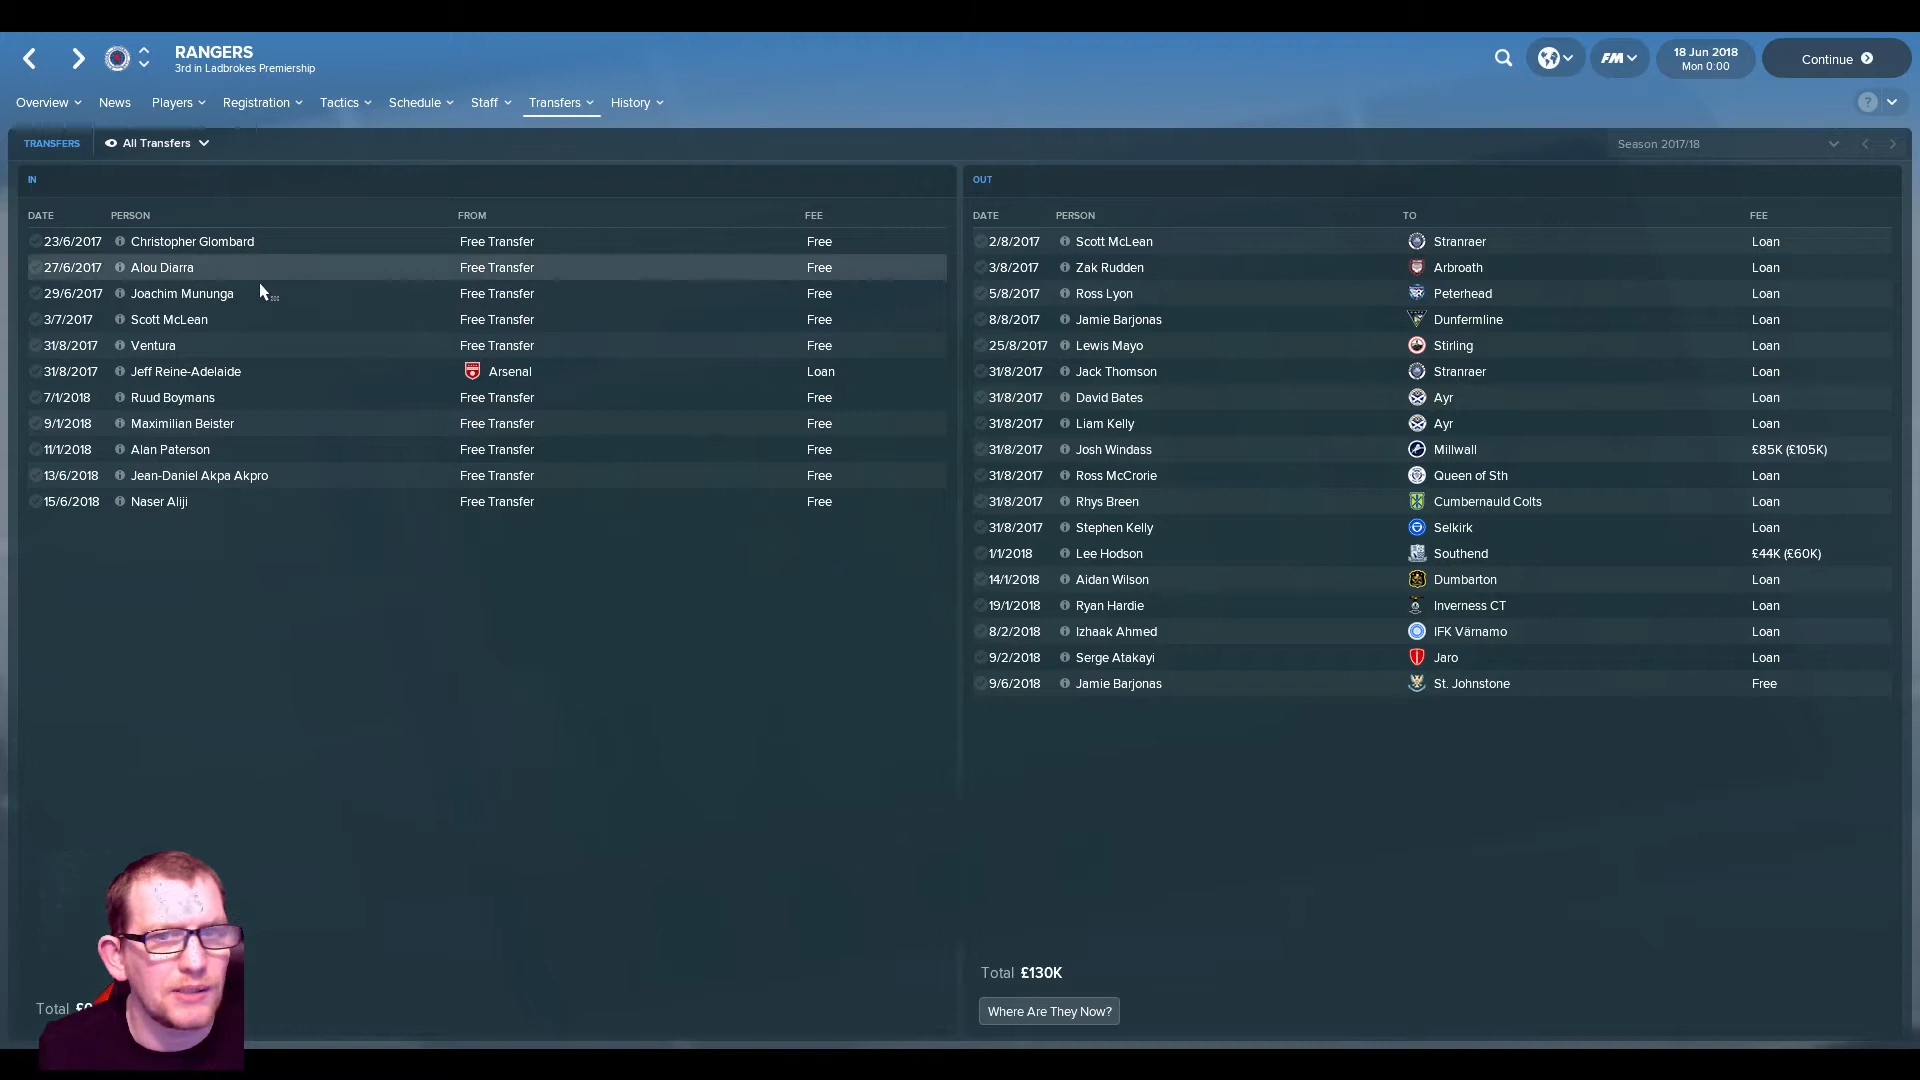 RANGERS
3rd in Ladbrokes Premiership
FM
18 Jun 2018
Mon 0:00
Continue
Overview News Players Registration Tactics Schedule Staff Transfers History
?
TRANSFERS All Transfers
Season 2017/18
IN
DATE PERSON FROM FEE
23/6/2017 Christopher Glombard Free Transfer Free
27/6/2017 Alou Diarra Free Transfer Free
29/6/2017 Joachim Mununga Free Transfer Free
3/7/2017 Scott McLean Free Transfer Free
31/8/2017 Ventura Free Transfer Free
31/8/2017 Jeff Reine-Adelaide Arsenal Loan
7/1/2018 Ruud Boymans Free Transfer Free
9/1/2018 Maximilian Beister Free Transfer Free
11/1/2018 Alan Paterson Free Transfer Free
13/6/2018 Jean-Daniel Akpa Akpro Free Transfer Free
15/6/2018 Naser Aliji Free Transfer Free
Total
OUT
DATE PERSON TO FEE
2/8/2017 Scott McLean Stranraer Loan
3/8/2017 Zak Rudden Arbroath Loan
5/8/2017 Ross Lyon Peterhead Loan
8/8/2017 Jamie Barjonas Dunfermline Loan
25/8/2017 Lewis Mayo Stirling Loan
31/8/2017 Jack Thomson Stranraer Loan
31/8/2017 David Bates Ayr Loan
31/8/2017 Liam Kelly Ayr Loan
31/8/2017 Josh Windass Millwall £85K (£105K)
31/8/2017 Ross McCrorie Queen of Sth Loan
31/8/2017 Rhys Breen Cumbernauld Colts Loan
31/8/2017 Stephen Kelly Selkirk Loan
1/1/2018 Lee Hodson Southend £44K (£60K)
14/1/2018 Aidan Wilson Dumbarton Loan
19/1/2018 Ryan Hardie Inverness CT Loan
8/2/2018 Izhaak Ahmed IFK Värnamo Loan
9/2/2018 Serge Atakayi Jaro Loan
9/6/2018 Jamie Barjonas St. Johnstone Free
Total £130K
Where Are They Now?